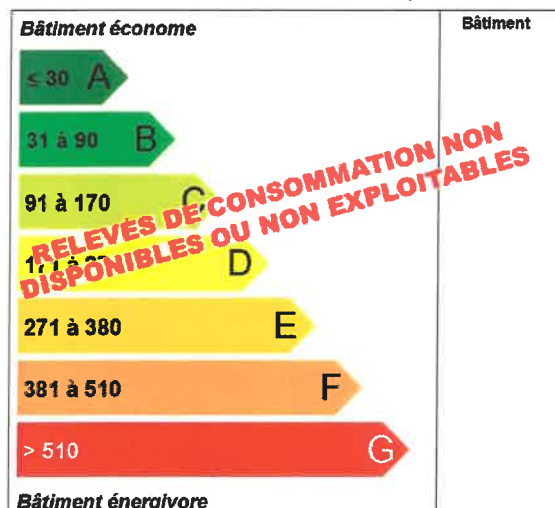 Bâtiment économe
Bâtiment
≤ 30 A
31 à 90 B
91 à 170 C
RELEVÉS DE CONSOMMATION NON
DISPONIBLES OU NON EXPLOITABLES
D
271 à 380 E
381 à 510 F
> 510 G
Bâtiment énergivore